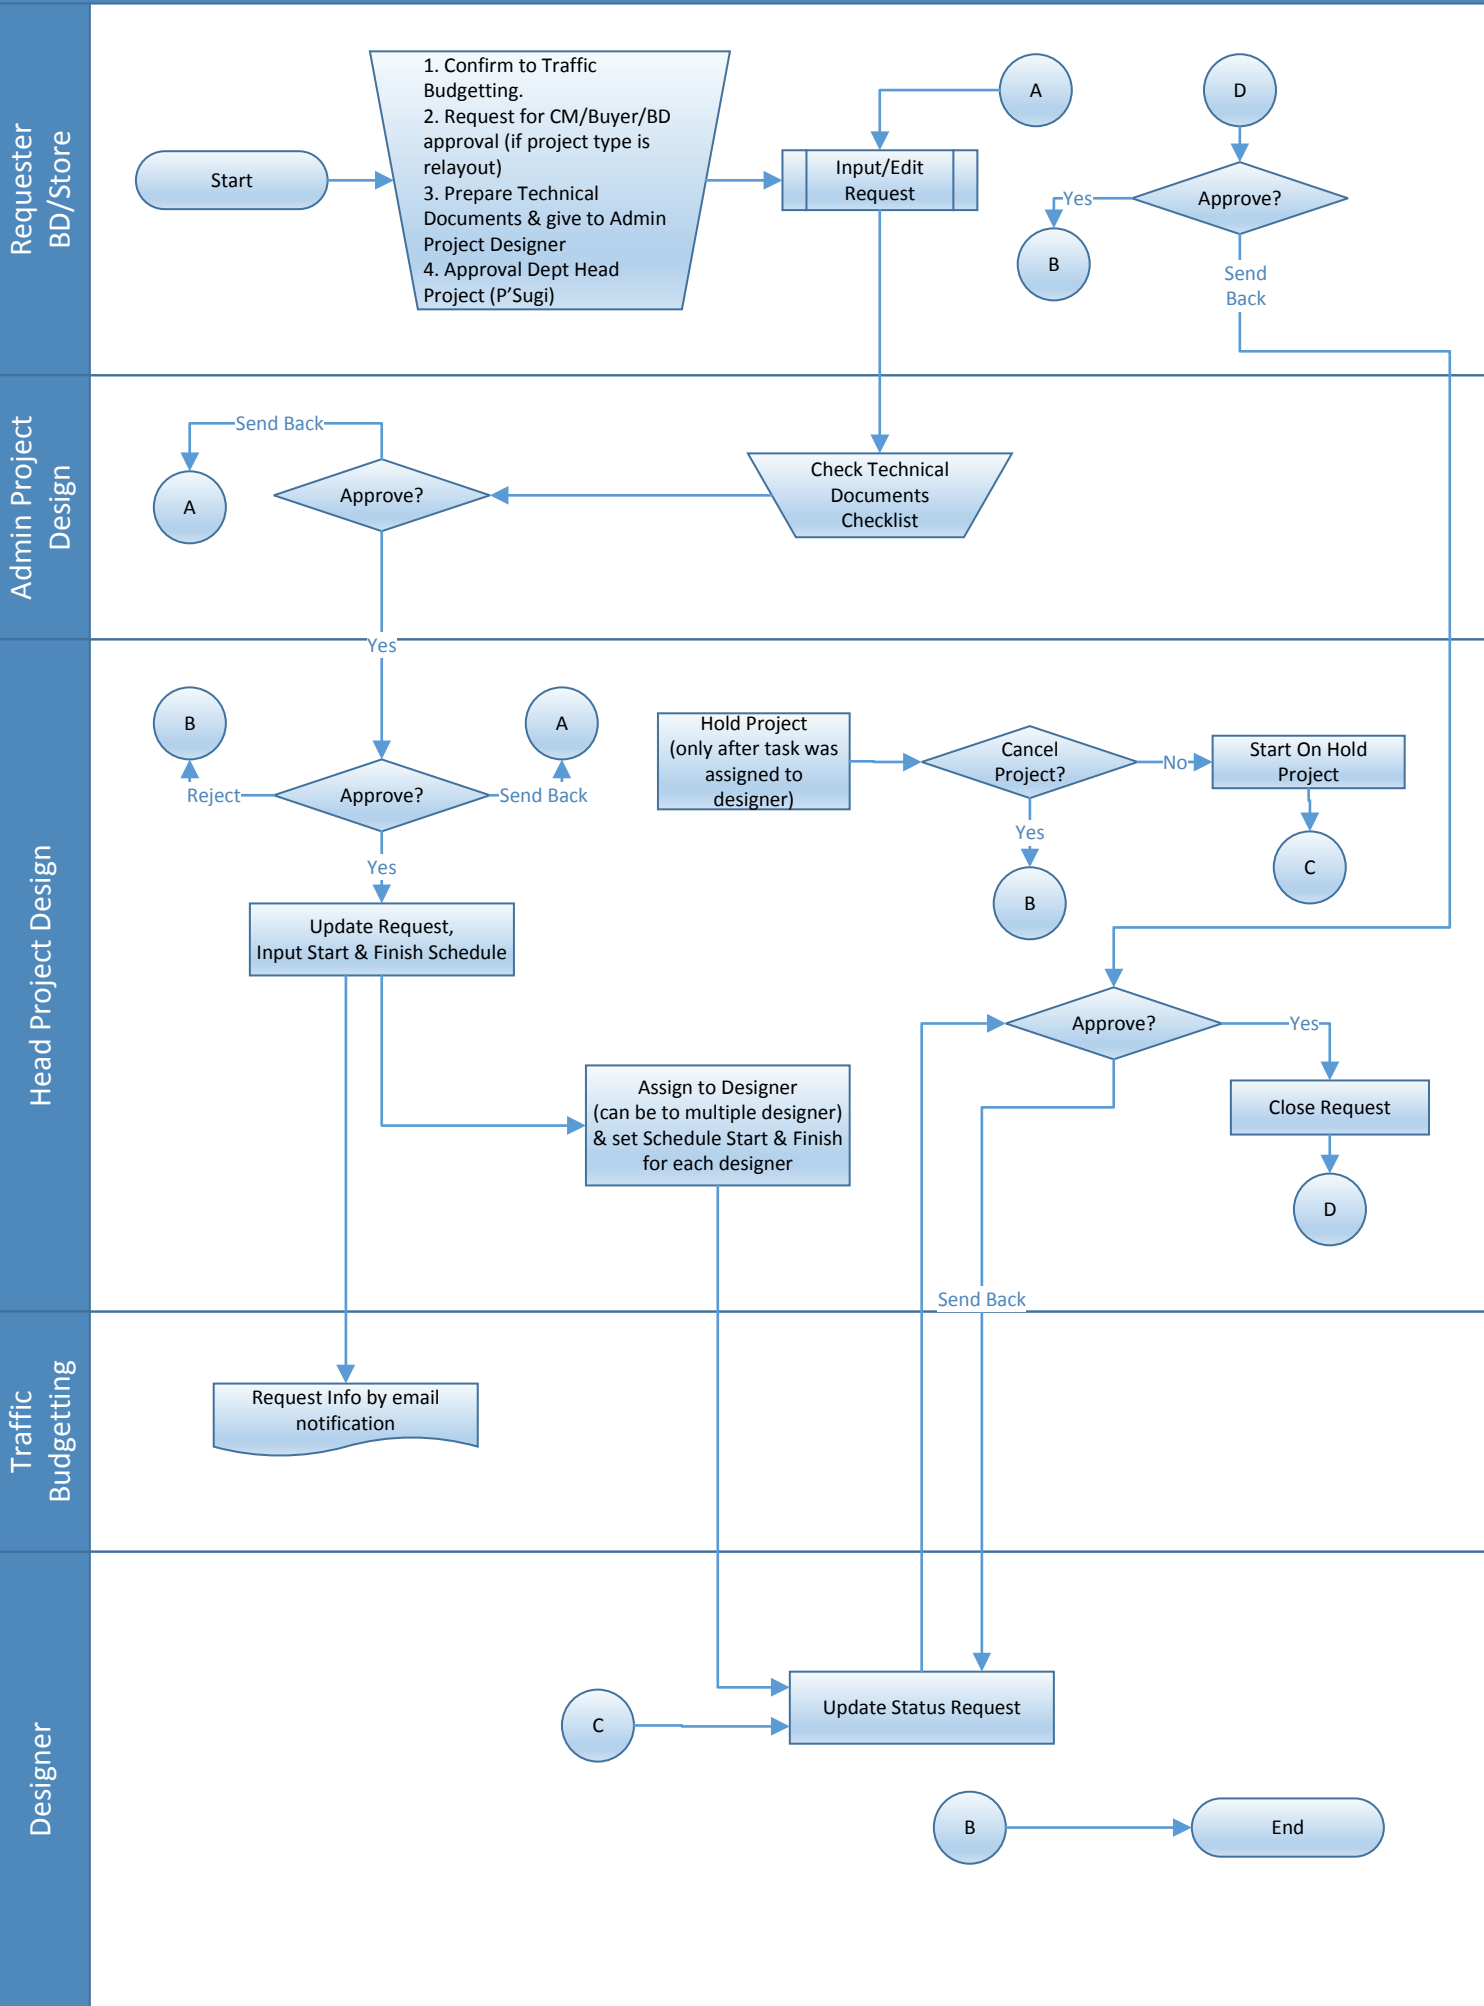 Requester
BD/Store
Start
1. Confirm to Traffic
Budgetting.
2. Request for CM/Buyer/BD
approval (if project type is
relayout)
3. Prepare Technical
Documents & give to Admin
Project Designer
4. Approval Dept Head
Project (P'Sugi)
Input/Edit
Request
A
D
Approve?
Yes
B
Send
Back
Admin Project
Design
Send Back
A
Approve?
Check Technical
Documents
Checklist
Yes
Head Project Design
B
A
Reject
Approve?
Send Back
Yes
Hold Project
(only after task was
assigned to
designer)
Cancel
Project?
No
Start On Hold
Project
Yes
B
C
Update Request,
Input Start & Finish Schedule
Approve?
Yes
Assign to Designer
(can be to multiple designer)
& set Schedule Start & Finish
for each designer
Close Request
D
Send Back
Traffic
Budgetting
Request Info by email
notification
Designer
Update Status Request
C
B
End